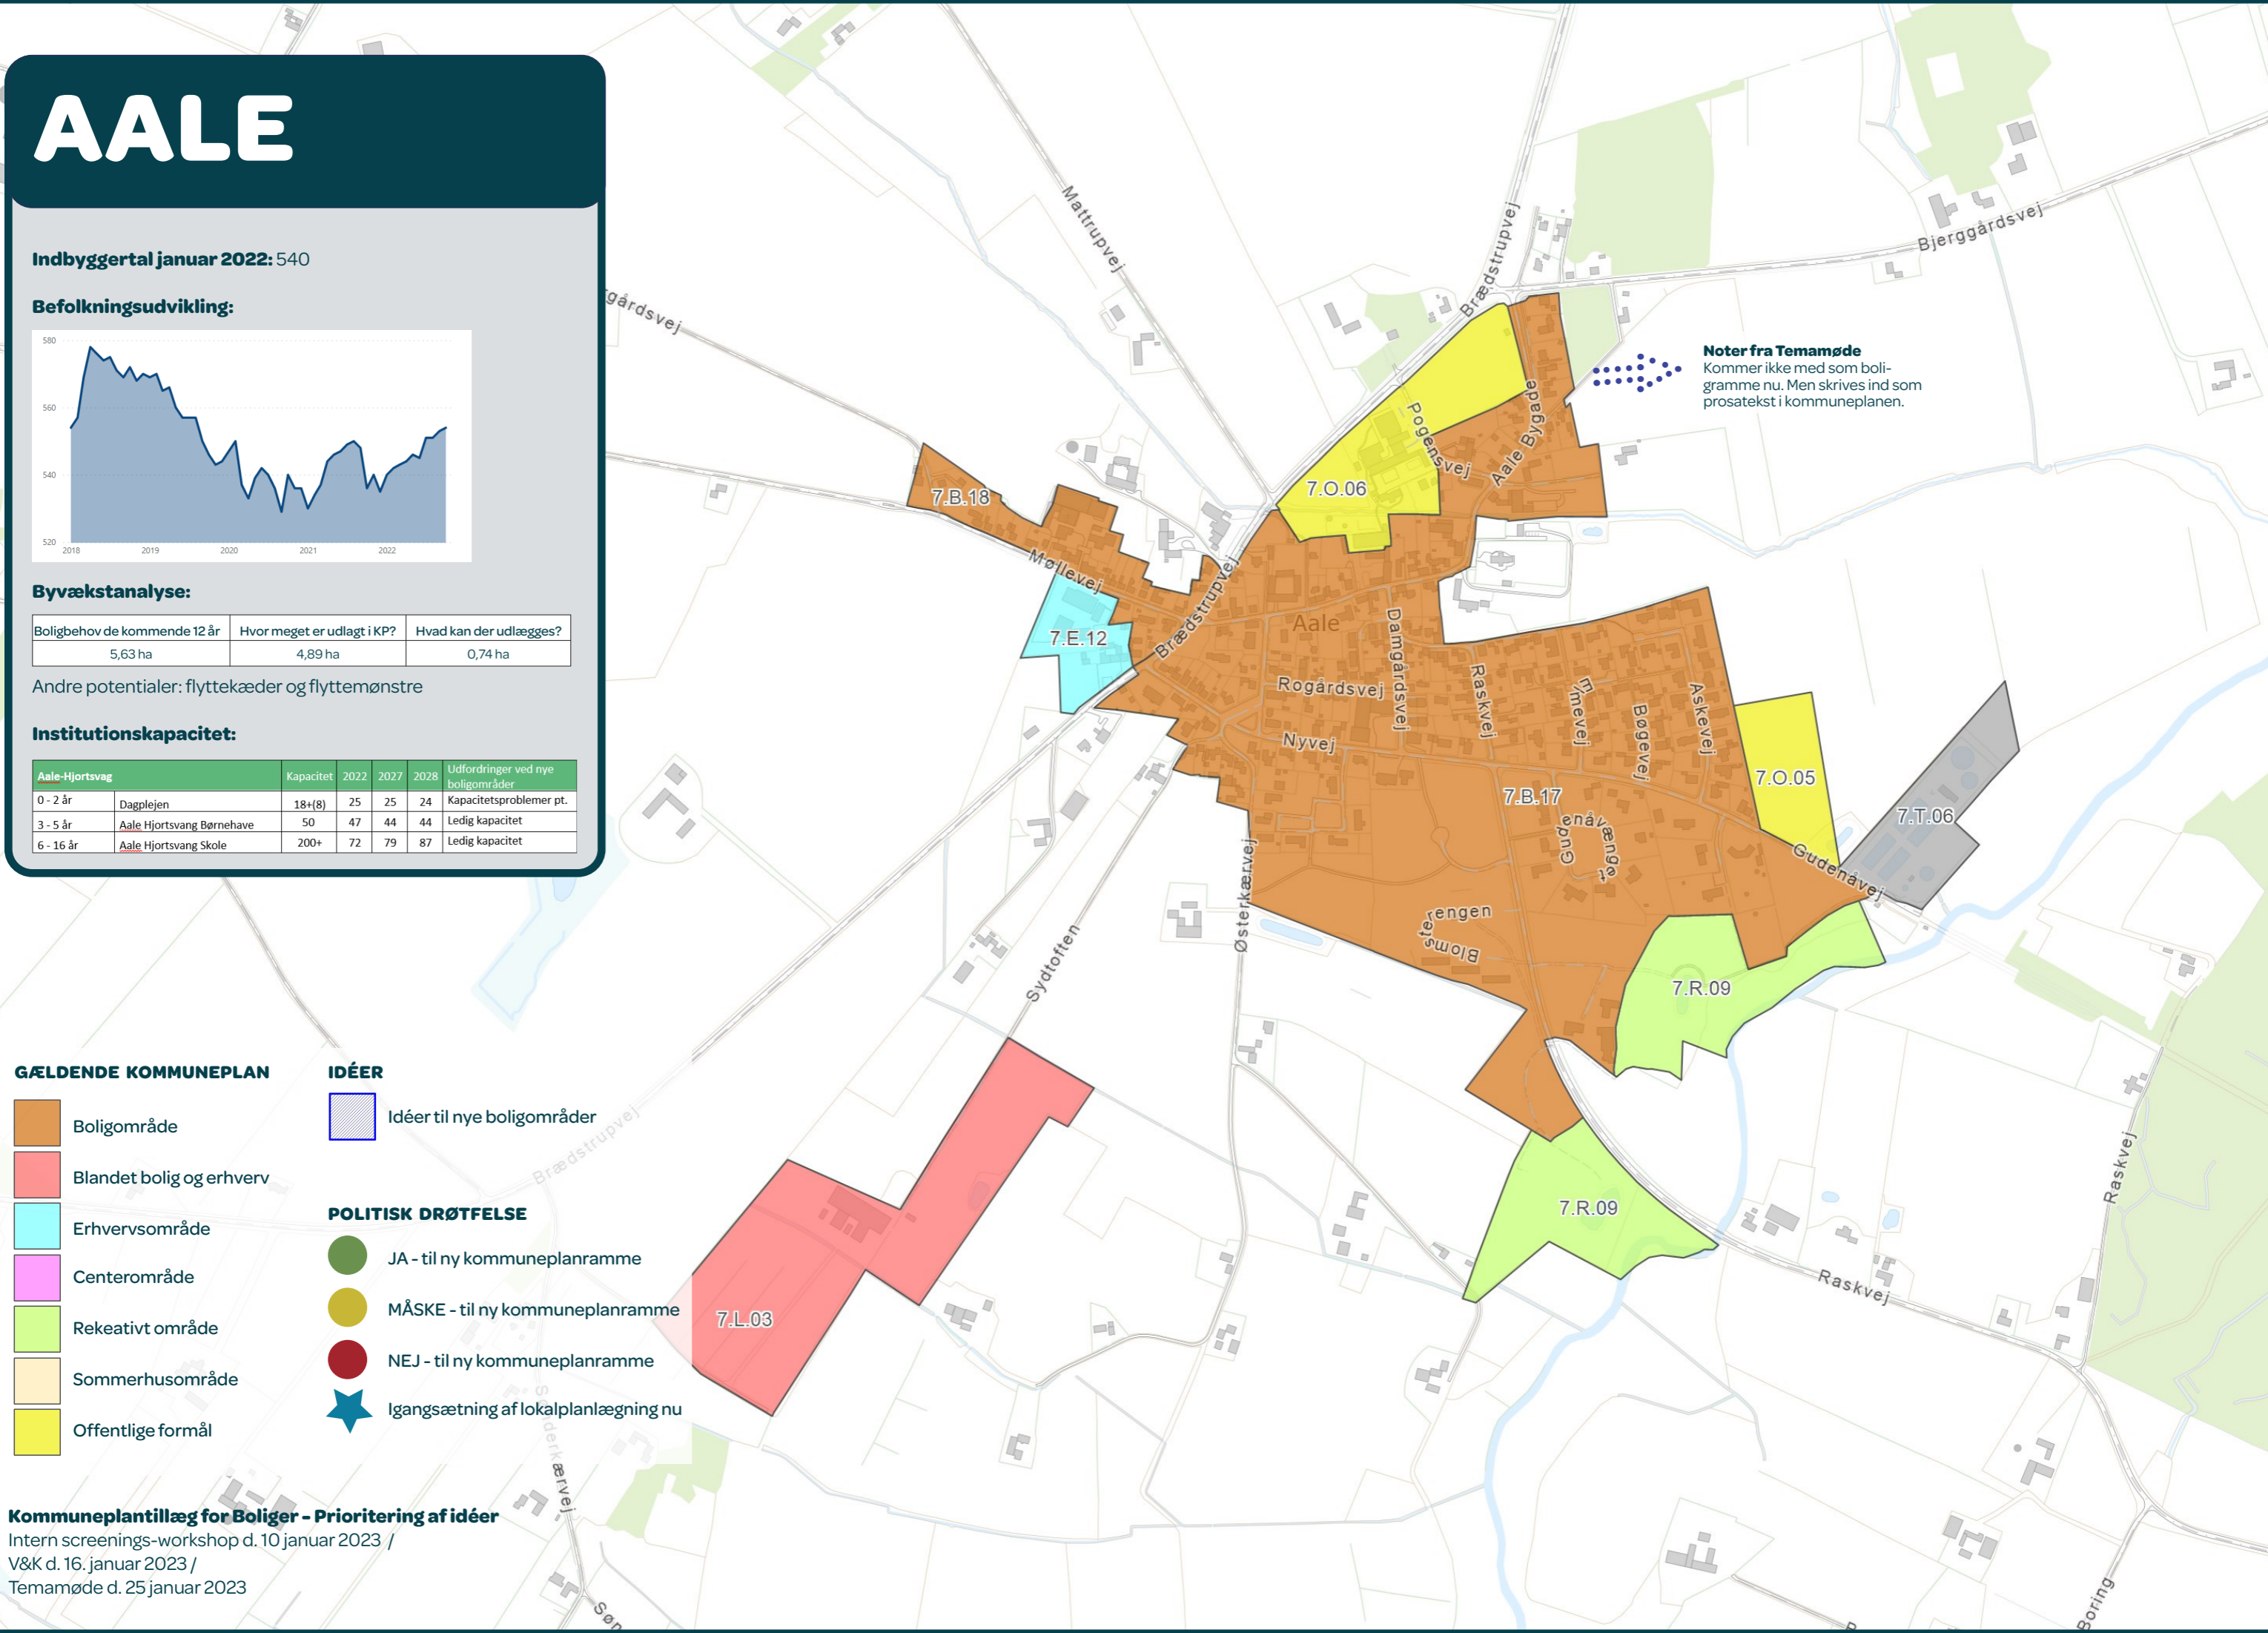 AALE
Indbyggertal januar 2022: 540
Befolkningsudvikling:
580
560
540
520
2018 2019 2020 2021 2022
Byvækstanalyse:
Boligbehov de kommende 12 år Hvor meget er udlagt i KP? Hvad kan der udlægges?
5,63 ha 4,89 ha 0,74 ha
Andre potentialer: flyttekæder og flyttemønstre
Institutionskapacitet:
Aale-Hjortsvag Kapacitet 2022 2027 2028 Udfordringer ved nye
boligområder
0 - 2 år Dagplejen 18+(8) 25 25 24 Kapacitetsproblemer pt.
3 - 5 år Aale Hjortsvang Børnehave 50 47 44 44 Ledig kapacitet
6 - 16 år Aale Hjortsvang Skole 200+ 72 79 87 Ledig kapacitet
GÆLDENDE KOMMUNEPLAN
Boligområde
Blandet bolig og erhverv
Erhvervsområde
Centerområde
Rekeativt område
Sommerhusområde
Offentlige formål
IDÉER
Idéer til nye boligområder
POLITISK DRØTFELSE
JA - til ny kommuneplanramme
MÅSKE - til ny kommuneplanramme
NEJ - til ny kommuneplanramme
Igangsætning af lokalplanlægning nu
Kommuneplantillæg for Boliger - Prioritering af idéer
Intern screenings-workshop d. 10 januar 2023 /
V&K d. 16. januar 2023 /
Temamøde d. 25 januar 2023
Noter fra Temamøde
Kommer ikke med som boli-
gramme nu. Men skrives ind som
prosatekst i kommuneplanen.
Mattrupvej
Brædstrupvej
Bjerggårdsvej
rgårdsvej
Pogensvej
Aale Bygade
7.O.06
7.B.18
Møllevej
7.E.12
Brædstrupvej
Aale
Damgårdsvej
Rogårdsvej
Raskvej
Elmevej
Bøgevej
Askevej
Nyvej
7.B.17
7.O.05
7.T.06
Gudenåvænget
Gudenåvej
Østerkærvej
Blomsterengen
7.R.09
Sydtoften
7.R.09
Raskvej
Raskvej
7.L.03
Brædstrupvej
Sønderkærvej
Søn
Boring